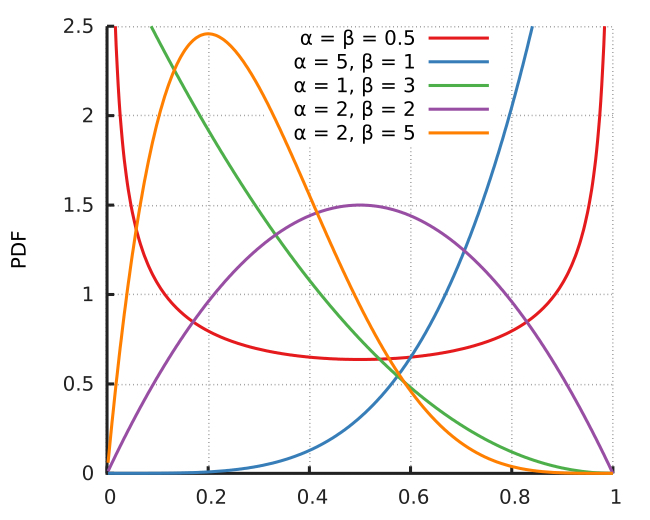 2.5
α = β = 0.5
α = 5, β = 1
α = 1, β = 3
α = 2, β = 2
α = 2, β = 5
2
1.5
PDF
1
0.5
0
0 0.2 0.4 0.6 0.8 1